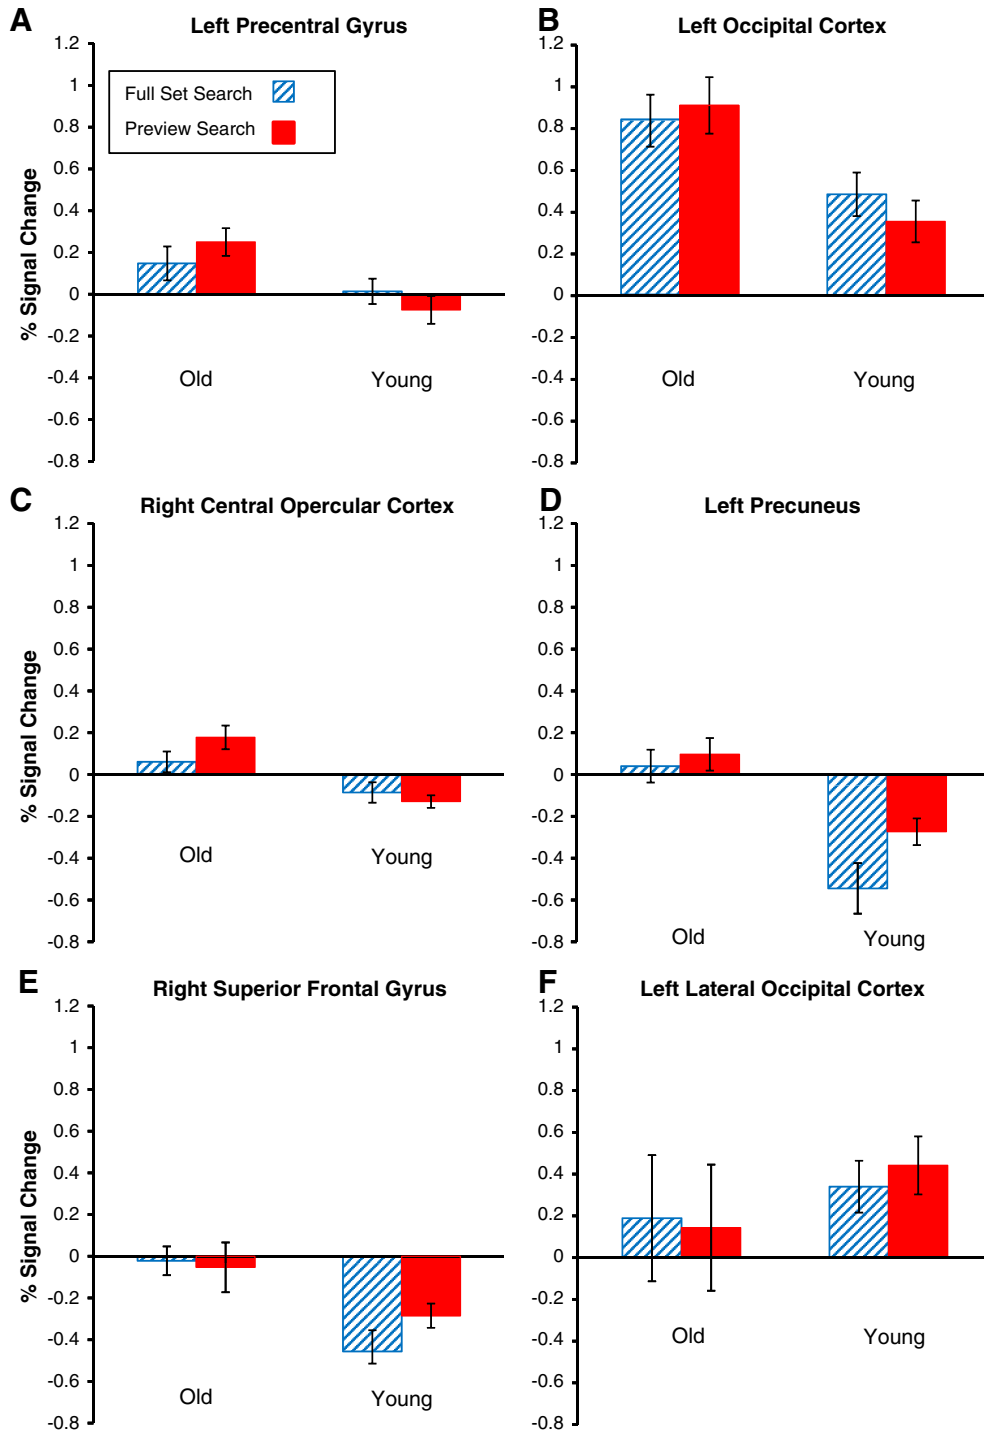 A
Left Precentral Gyrus
1.2
1
0.8
0.6
0.4
0.2
0
-0.2
-0.4
-0.6
-0.8
% Signal Change
Full Set Search
Preview Search
Old
Young
B
Left Occipital Cortex
1.2
1
0.8
0.6
0.4
0.2
0
-0.2
-0.4
-0.6
-0.8
Old
Young
C
Right Central Opercular Cortex
1.2
1
0.8
0.6
0.4
0.2
0
-0.2
-0.4
-0.6
-0.8
% Signal Change
Old
Young
D
Left Precuneus
1.2
1
0.8
0.6
0.4
0.2
0
-0.2
-0.4
-0.6
-0.8
Old
Young
E
Right Superior Frontal Gyrus
1.2
1
0.8
0.6
0.4
0.2
0
-0.2
-0.4
-0.6
-0.8
% Signal Change
Old
Young
F
Left Lateral Occipital Cortex
1.2
1
0.8
0.6
0.4
0.2
0
-0.2
-0.4
-0.6
-0.8
Old
Young